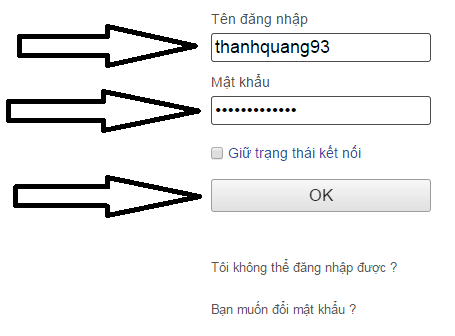 Tên đăng nhập
thanhquang93
Mật khẩu
•••••••••••••
Giữ trạng thái kết nối
OK
Tôi không thể đăng nhập được ?
Bạn muốn đổi mật khẩu ?